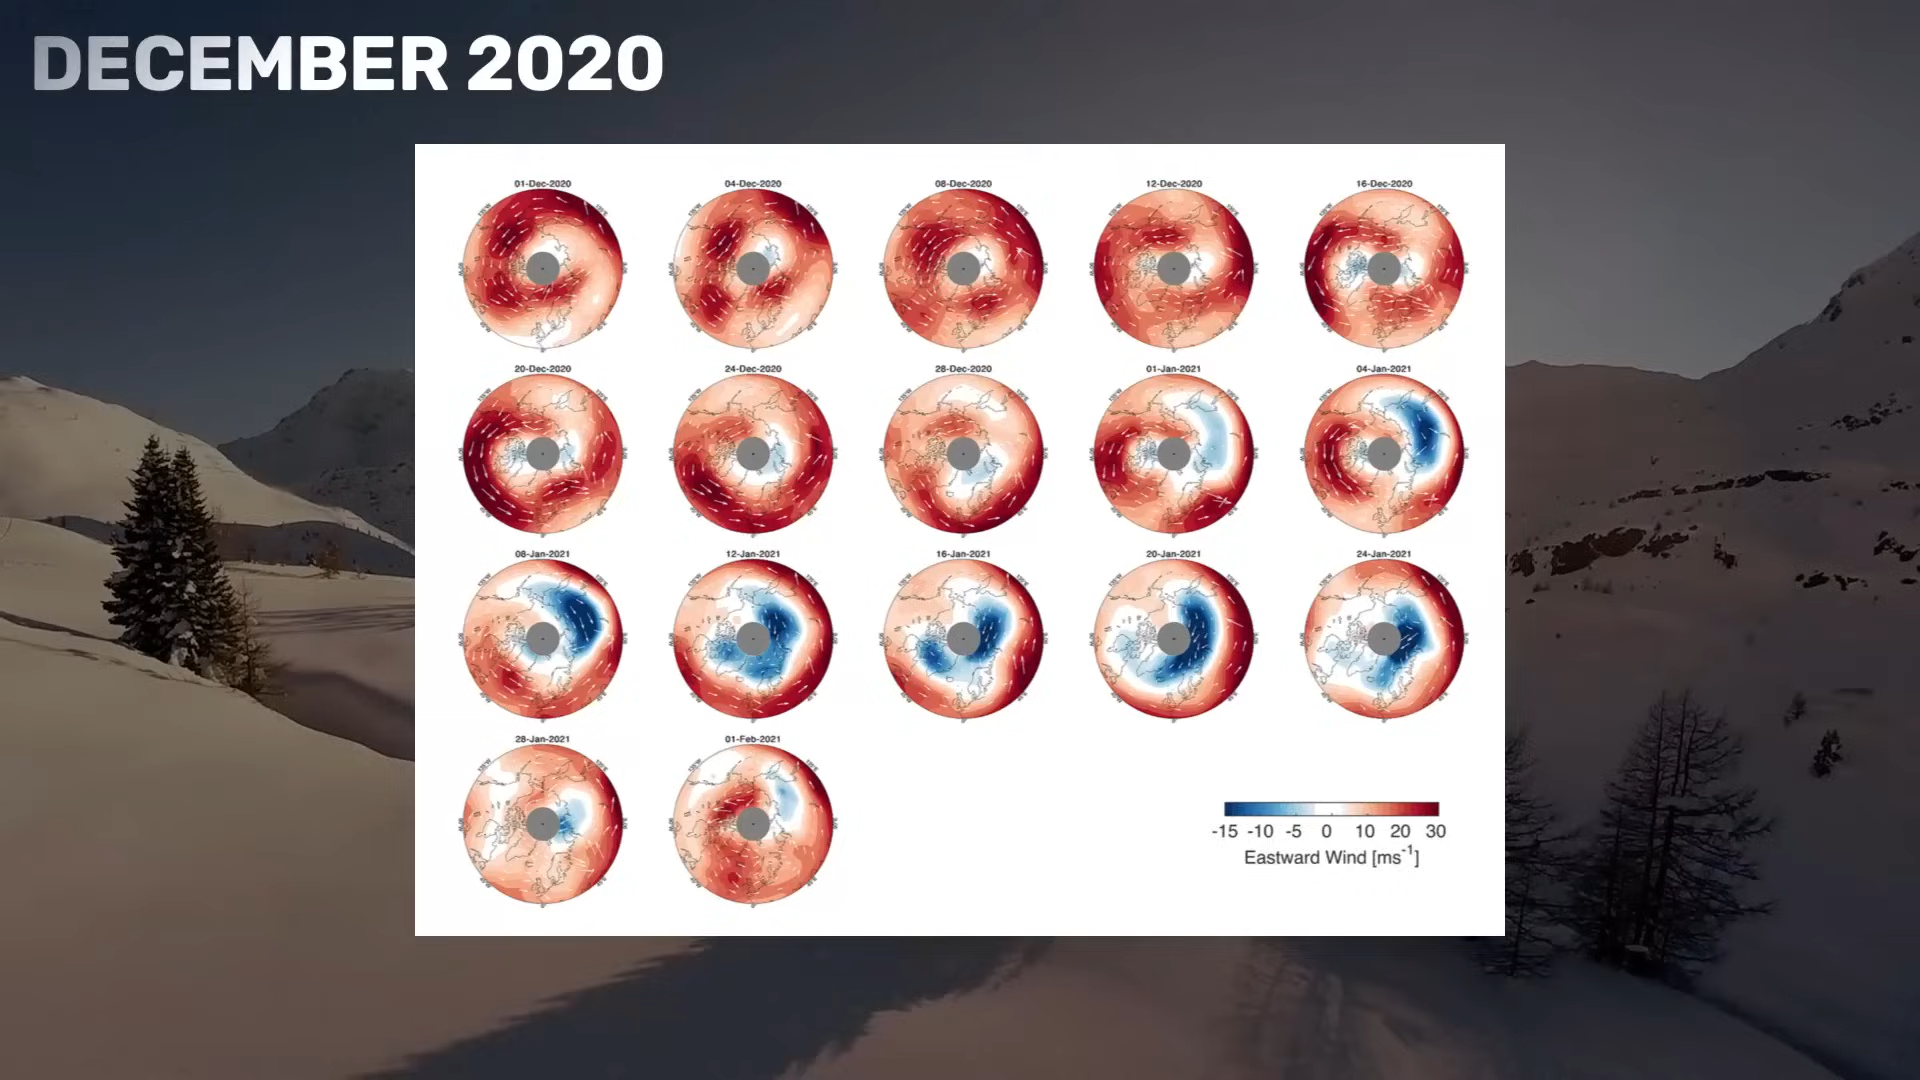 DECEMBER 2020
01-Dec-2020
04-Dec-2020
08-Dec-2020
12-Dec-2020
16-Dec-2020
20-Dec-2020
24-Dec-2020
28-Dec-2020
01-Jan-2021
04-Jan-2021
08-Jan-2021
12-Jan-2021
16-Jan-2021
20-Jan-2021
24-Jan-2021
28-Jan-2021
01-Feb-2021
-15 -10 -5 0 10 20 30
Eastward Wind [ms⁻¹]